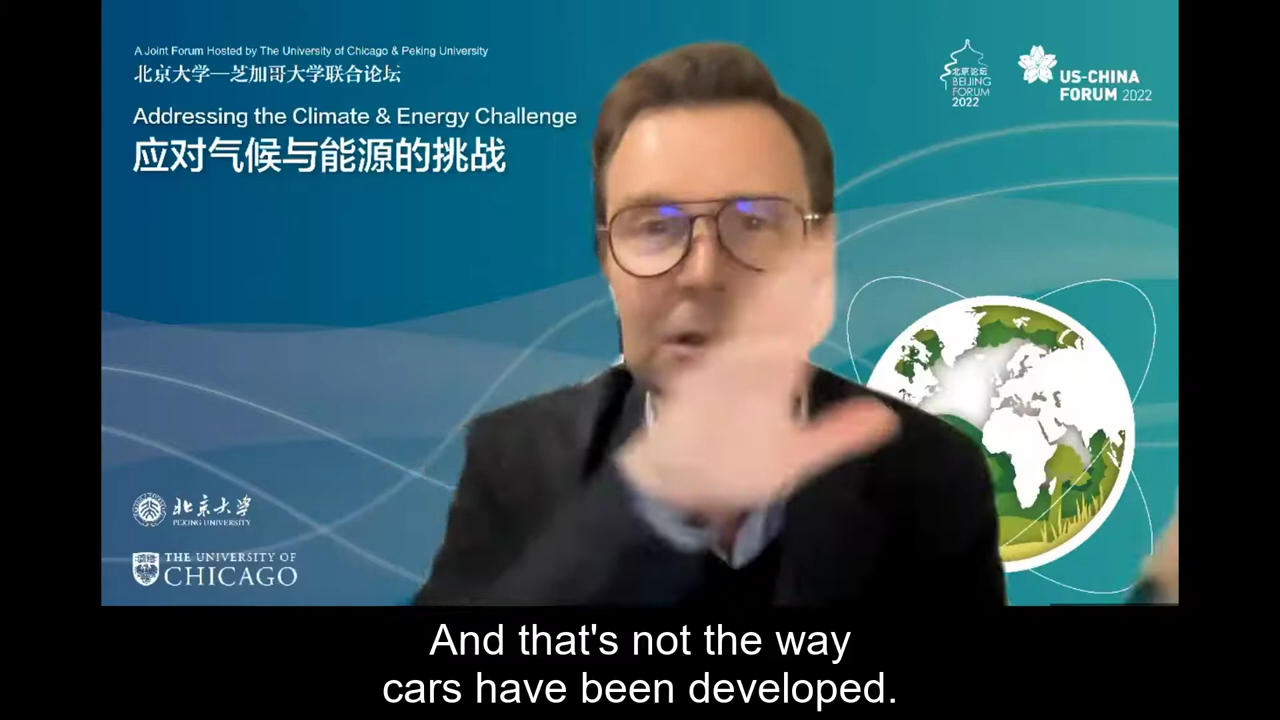 A Joint Forum Hosted by The University of Chicago & Peking University
北京大学—芝加哥大学联合论坛
Addressing the Climate & Energy Challenge
应对气候与能源的挑战
北京论坛
BEIJING
FORUM
2022
US-CHINA
FORUM 2022
北京大学
PEKING UNIVERSITY
THE UNIVERSITY OF
CHICAGO
And that's not the way
cars have been developed.